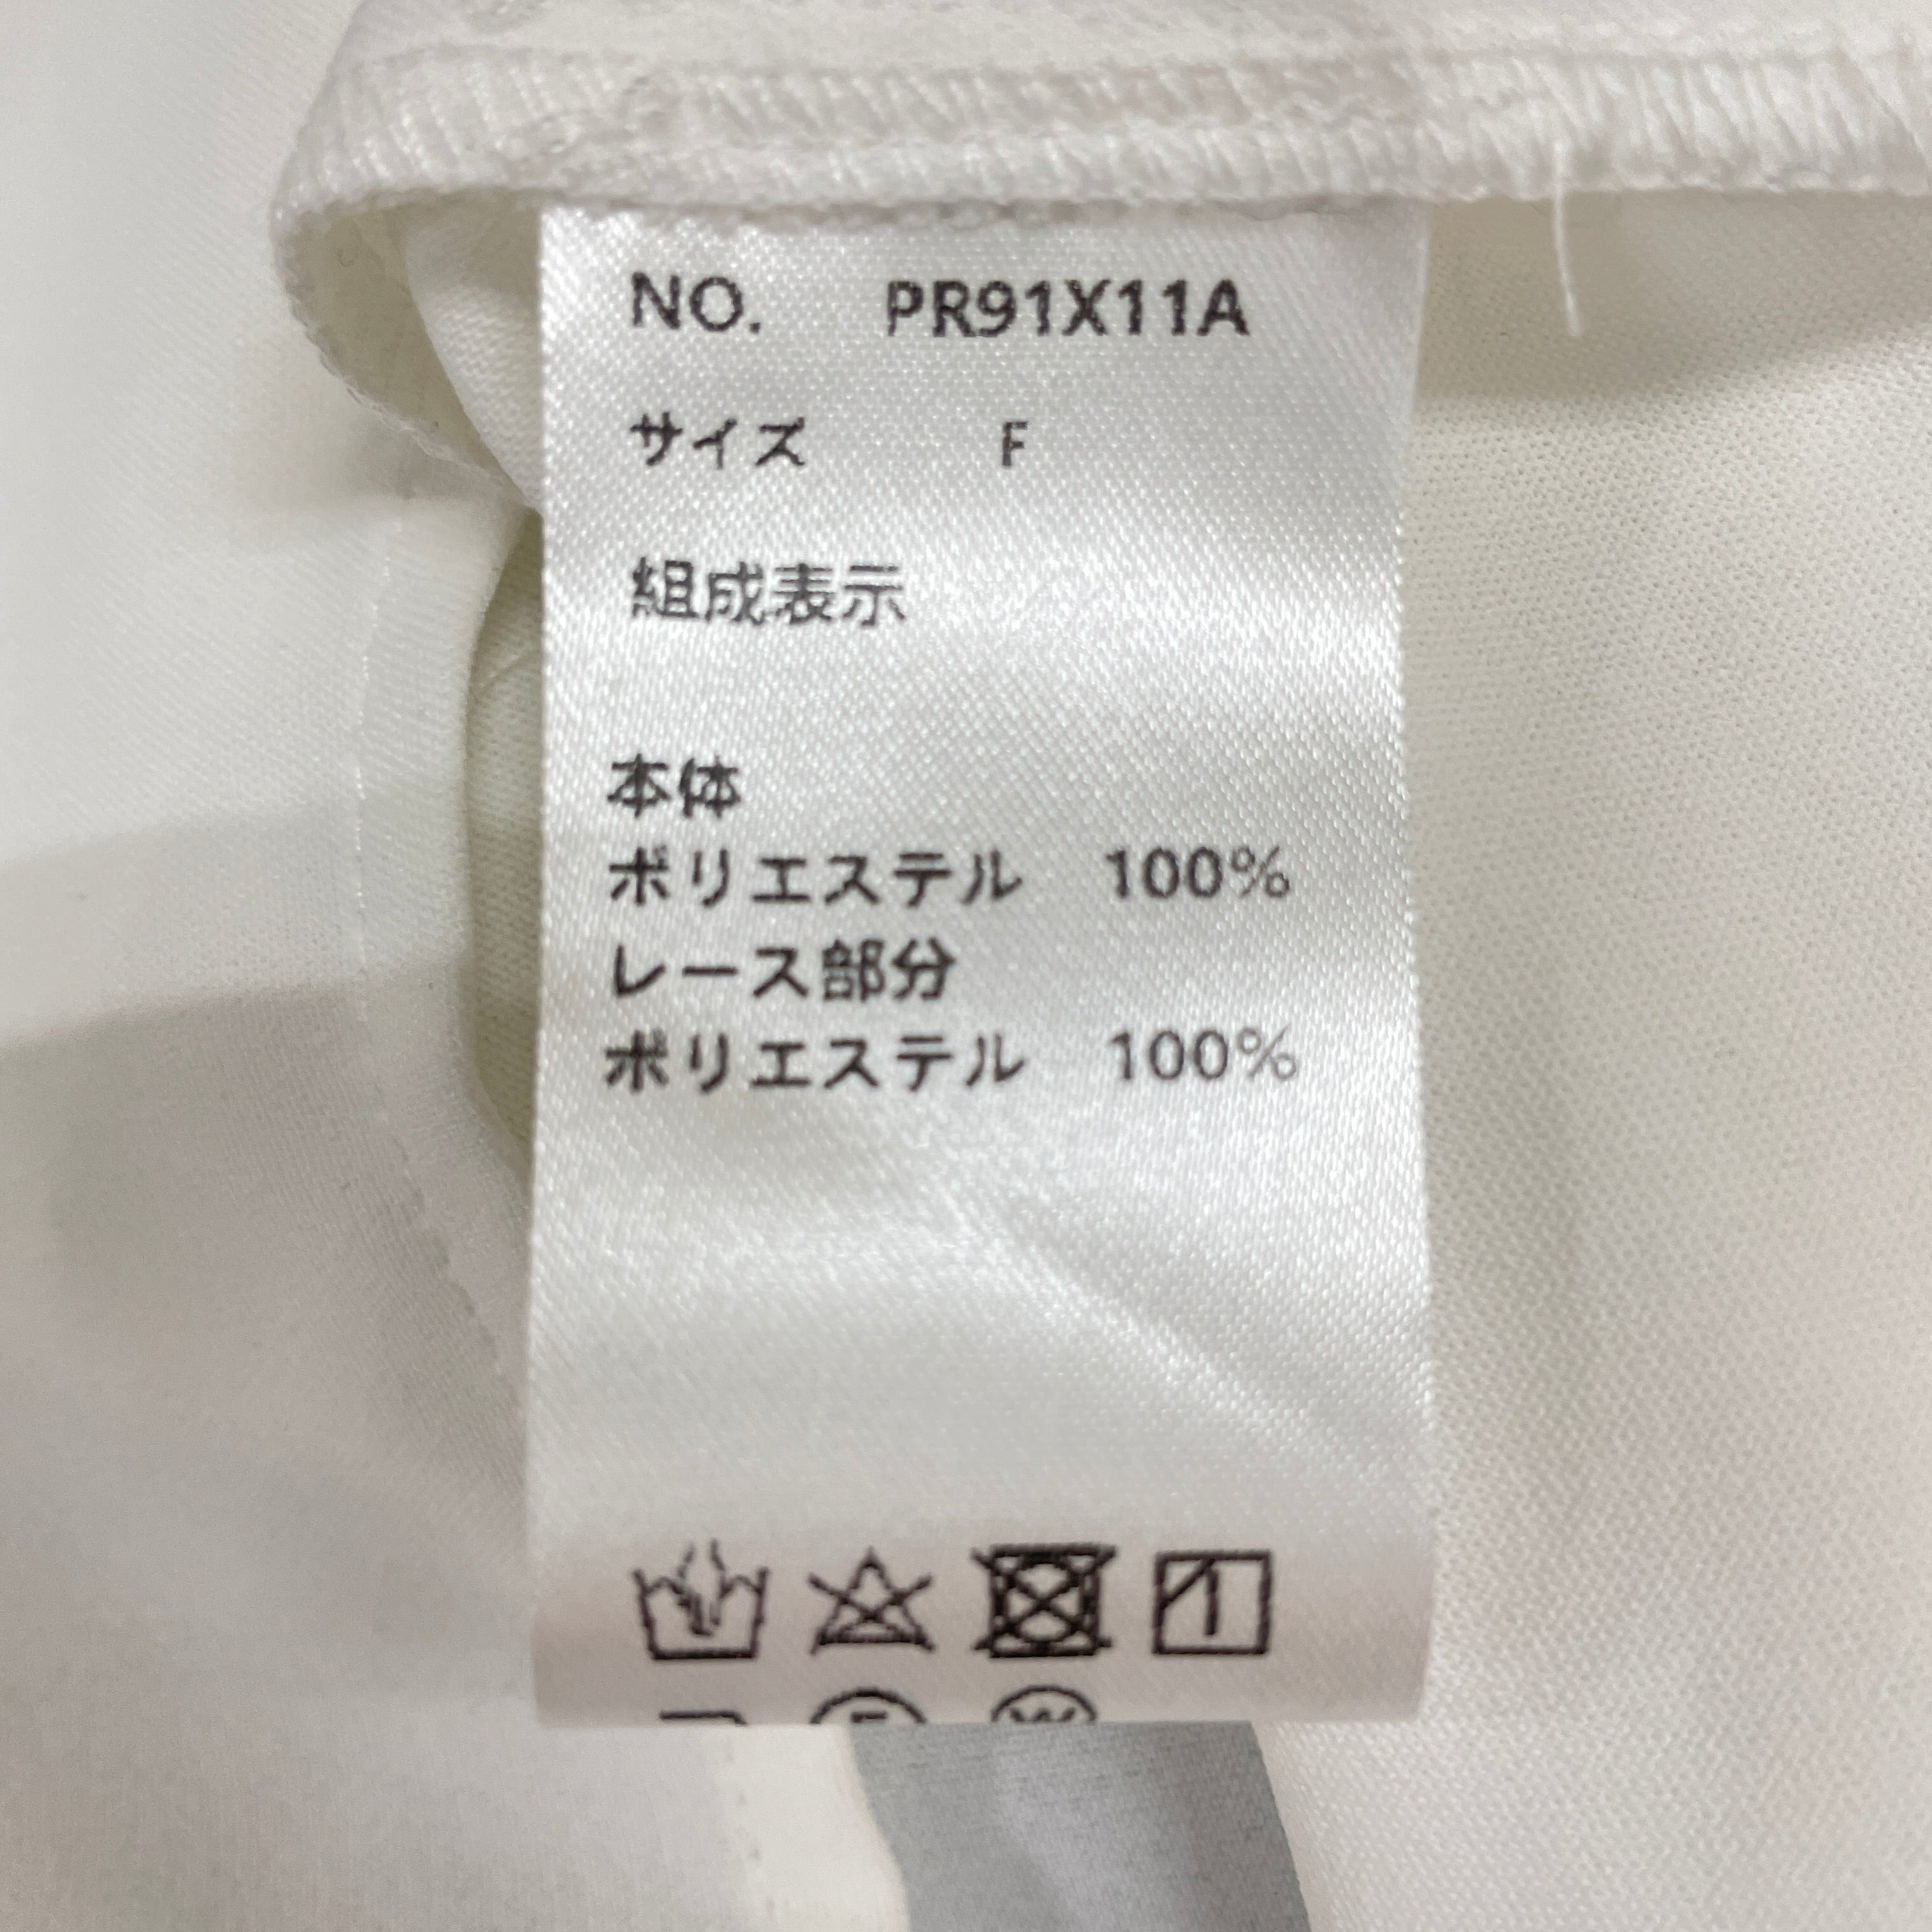 NO. PR91X11A
サイズ F
組成表示
本体
ポリエステル 100%
レース部分
ポリエステル 100%